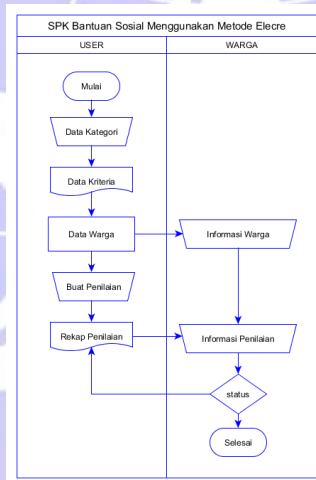 SPK Bantuan Sosial Menggunakan Metode Elecre
USER
WARGA
Mulai
Data Kategori
Data Kriteria
Data Warga
Informasi Warga
Buat Penilaian
Rekap Penilaian
Informasi Penilaian
status
Selesai